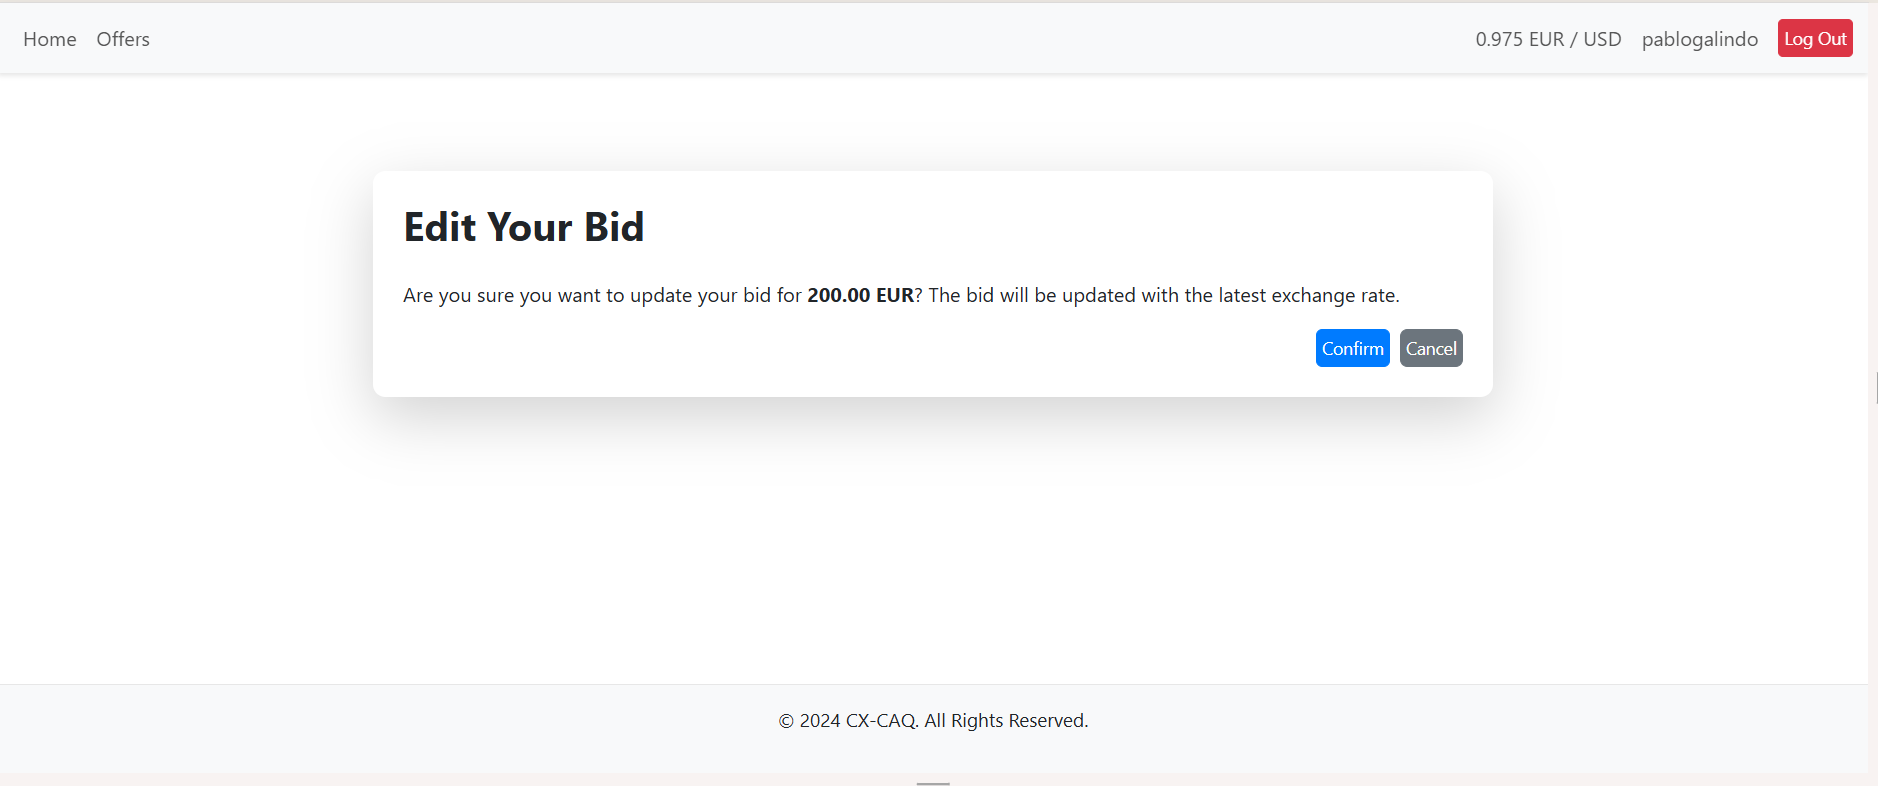 Home Offers 0.975 EUR / USD pablogalindo Log Out
Edit Your Bid
Are you sure you want to update your bid for 200.00 EUR? The bid will be updated with the latest exchange rate.
Confirm Cancel
© 2024 CX-CAQ. All Rights Reserved.